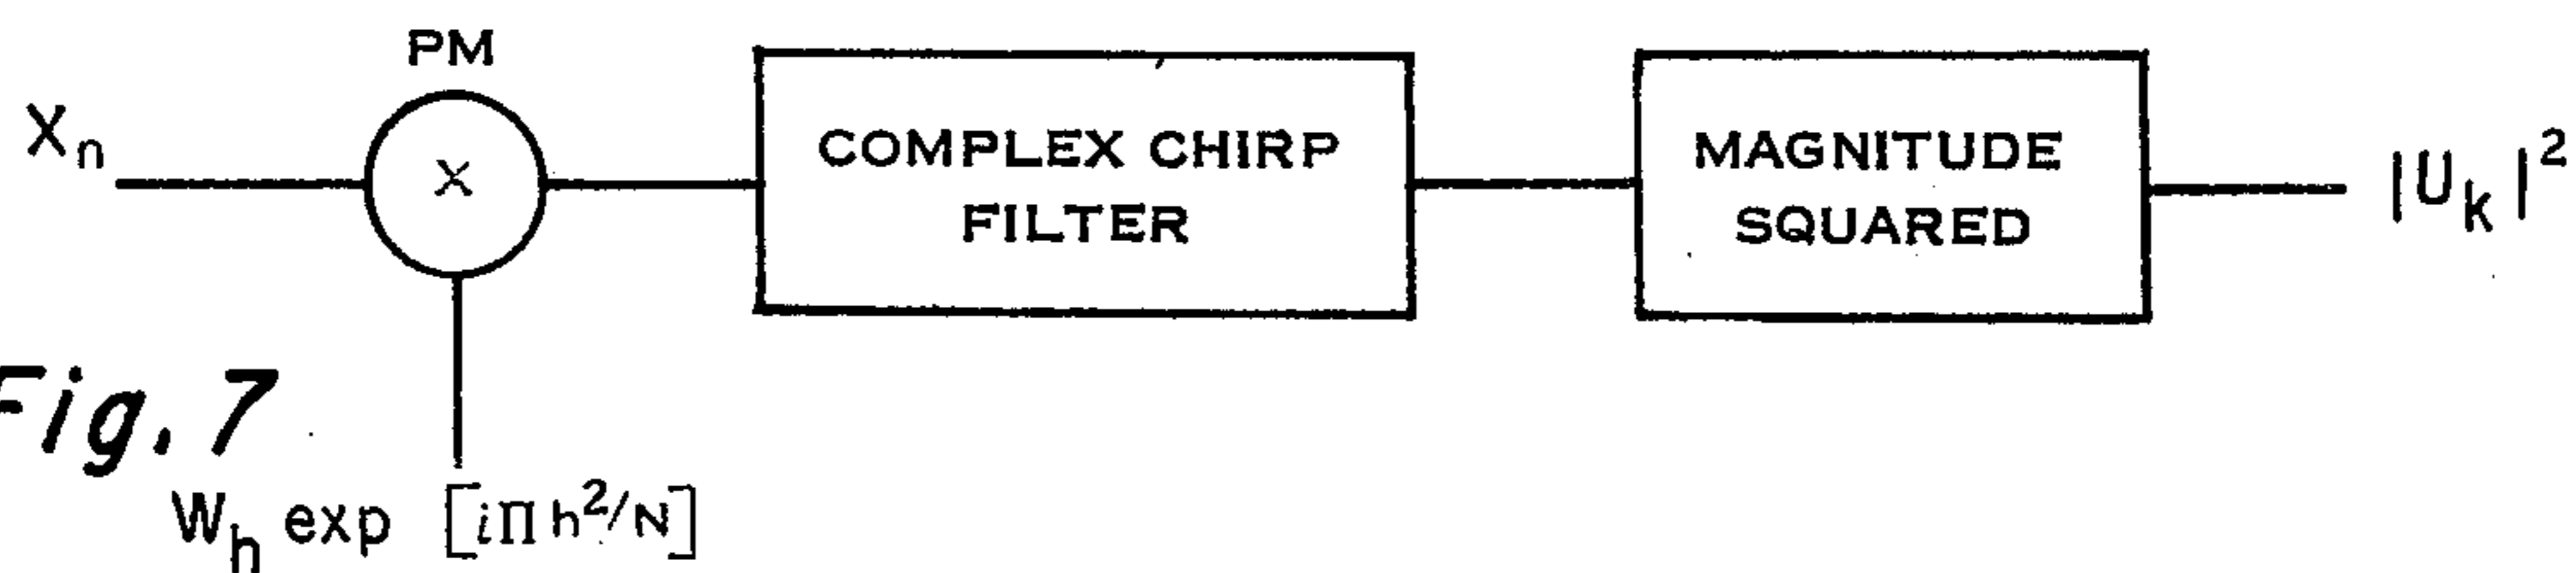 PM
Xₙ
X
COMPLEX CHIRP
FILTER
MAGNITUDE
SQUARED
|Uₖ|²
Fig. 7
Wₕ exp [iΠh²/N]